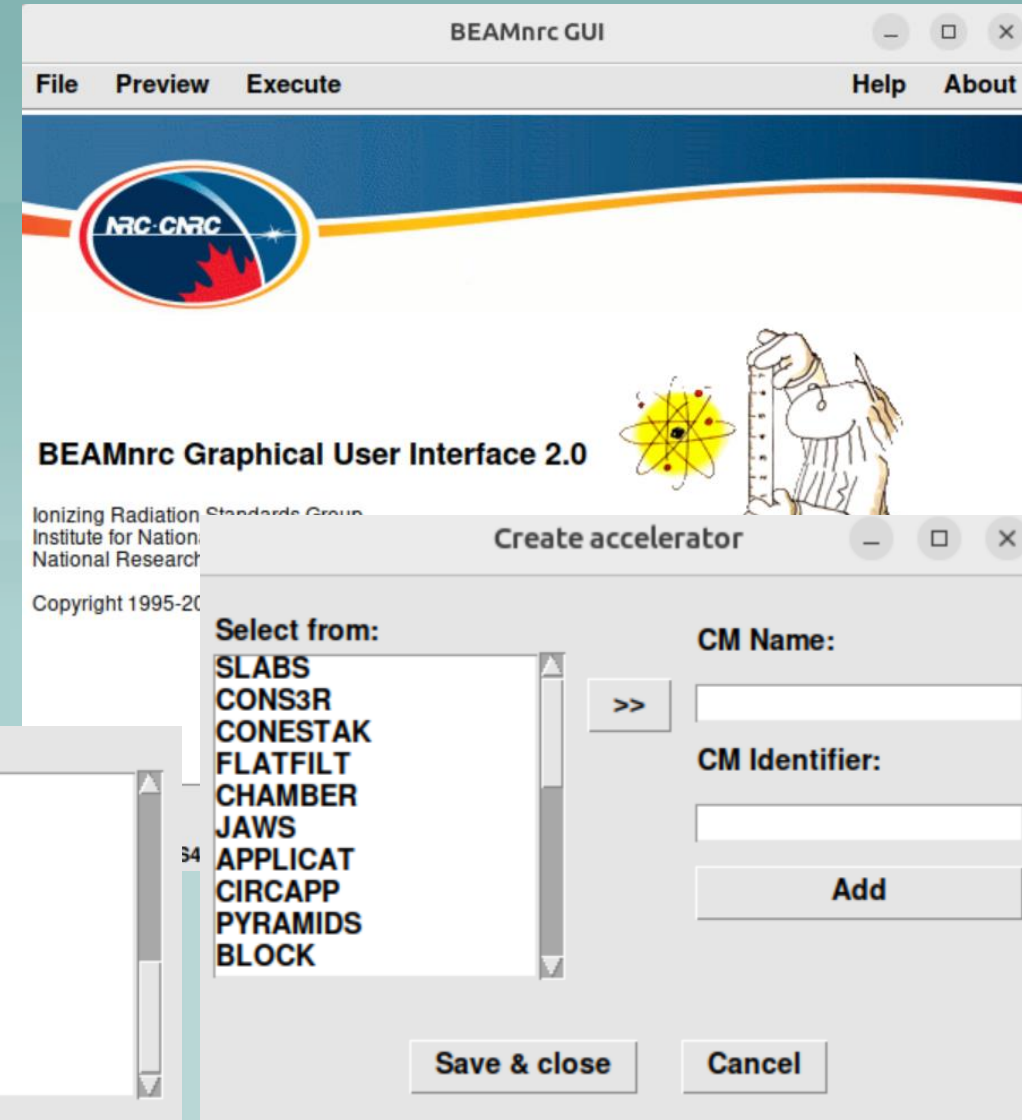 BEAMnrc GUI
File Preview Execute Help About
NRC·CNRC
BEAMnrc Graphical User Interface 2.0
Ionizing Radiation Standards Group
Institute for
National Research
Copyright 1995-
Create accelerator
Select from:
SLABS
CONS3R
CONESTAK
FLATFILT
CHAMBER
JAWS
APPLICAT
CIRCAPP
PYRAMIDS
BLOCK
>>
CM Name:
CM Identifier:
Add
Save & close Cancel